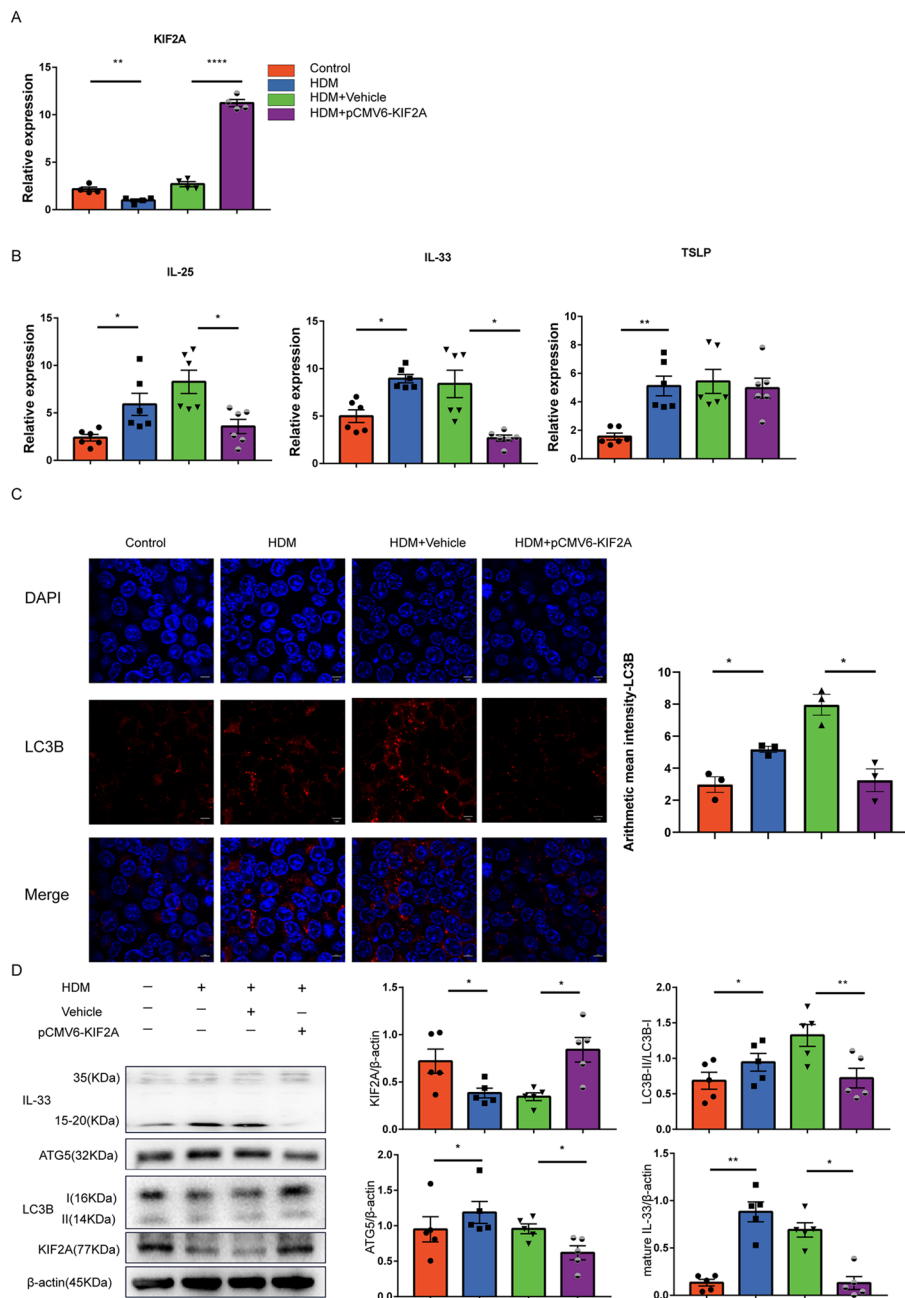 A
KIF2A
Relative expression
15
10
5
0
**
****
Control
HDM
HDM+Vehicle
HDM+pCMV6-KIF2A
B
IL-25
Relative expression
15
10
5
0
*
*
IL-33
Relative expression
15
10
5
0
*
*
TSLP
Relative expression
10
8
6
4
2
0
**
C
Control
HDM
HDM+Vehicle
HDM+pCMV6-KIF2A
DAPI
LC3B
Merge
Arithmetic mean intensity-LC3B
10
8
6
4
2
0
*
*
D
HDM − + + +
Vehicle − − + −
pCMV6-KIF2A − − − +
IL-33
35(KDa)
15-20(KDa)
ATG5(32KDa)
LC3B
I(16KDa)
II(14KDa)
KIF2A(77KDa)
β-actin(45KDa)
KIF2A/β-actin
1.5
1.0
0.5
0.0
*
*
LC3B-II/LC3B-I
2.0
1.5
1.0
0.5
0.0
*
**
ATG5/β-actin
2.0
1.5
1.0
0.5
0.0
*
*
mature IL-33/β-actin
1.5
1.0
0.5
0.0
**
*